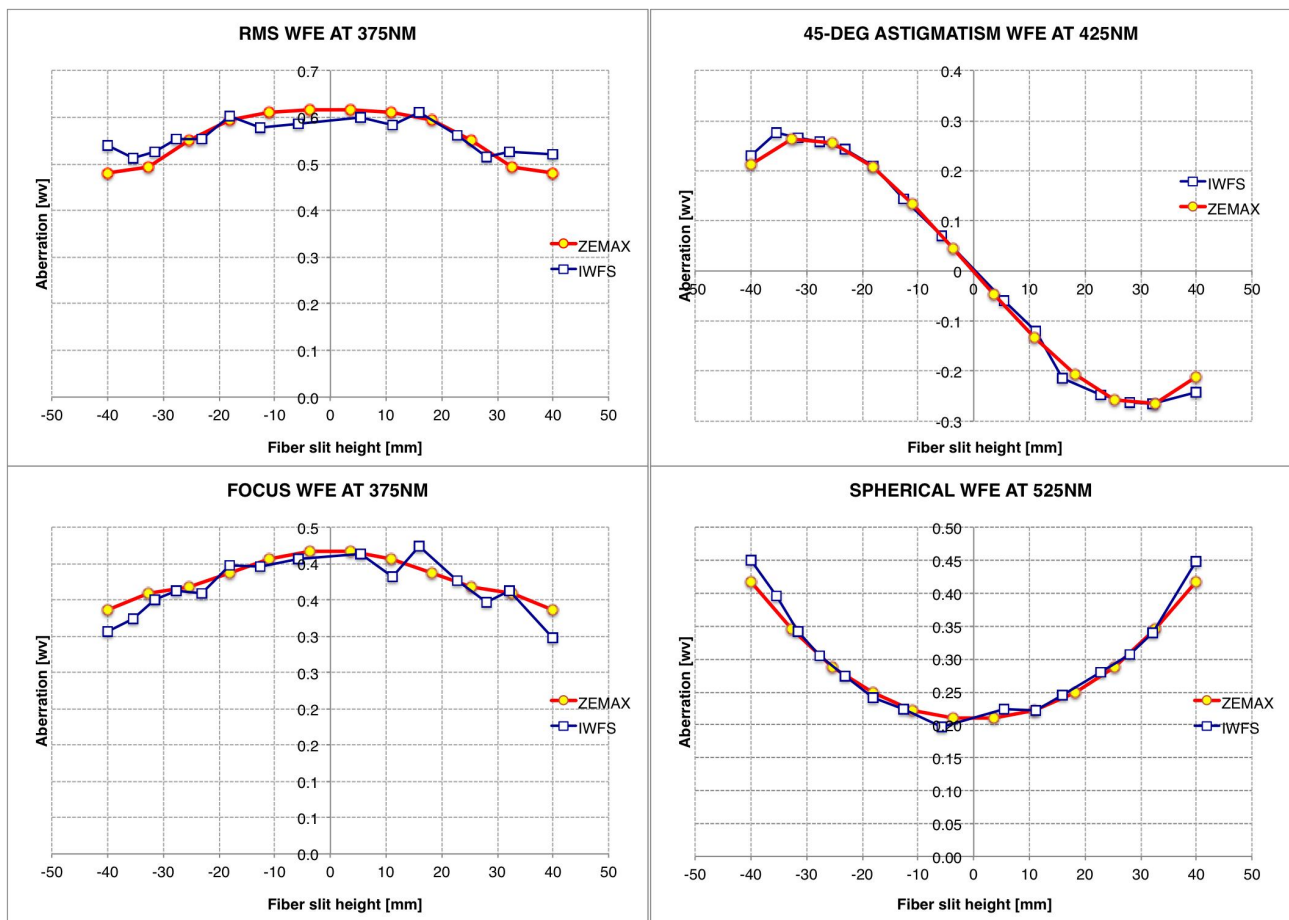 RMS WFE AT 375NM
0.7
0.6
0.5
0.4
0.3
0.2
0.1
0.0
-50 -40 -30 -20 -10 0 10 20 30 40 50
Aberration [wv]
Fiber slit height [mm]
ZEMAX
IWFS
45-DEG ASTIGMATISM WFE AT 425NM
0.4
0.3
0.2
0.1
0
-0.1
-0.2
-0.3
-50 -40 -30 -20 -10 0 10 20 30 40 50
Aberration [wv]
Fiber slit height [mm]
IWFS
ZEMAX
FOCUS WFE AT 375NM
0.5
0.4
0.4
0.3
0.3
0.2
0.2
0.1
0.1
0.0
-50 -40 -30 -20 -10 0 10 20 30 40 50
Aberration [wv]
Fiber slit height [mm]
ZEMAX
IWFS
SPHERICAL WFE AT 525NM
0.50
0.45
0.40
0.35
0.30
0.25
0.20
0.15
0.10
0.05
0.00
-50 -40 -30 -20 -10 0 10 20 30 40 50
Aberration [wv]
Fiber slit height [mm]
ZEMAX
IWFS